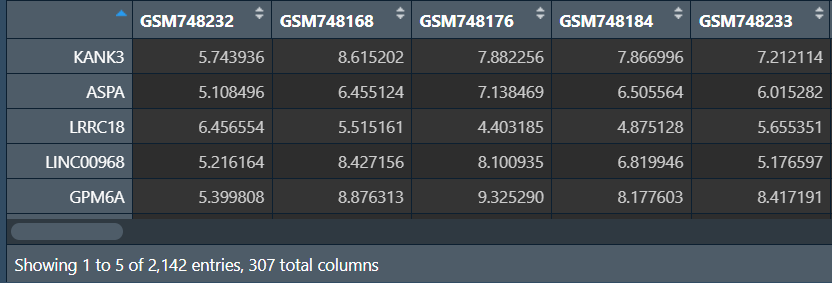 GSM748232 GSM748168 GSM748176 GSM748184 GSM748233
KANK3 5.743936 8.615202 7.882256 7.866996 7.212114
ASPA 5.108496 6.455124 7.138469 6.505564 6.015282
LRRC18 6.456554 5.515161 4.403185 4.875128 5.655351
LINC00968 5.216164 8.427156 8.100935 6.819946 5.176597
GPM6A 5.399808 8.876313 9.325290 8.177603 8.417191
Showing 1 to 5 of 2,142 entries, 307 total columns